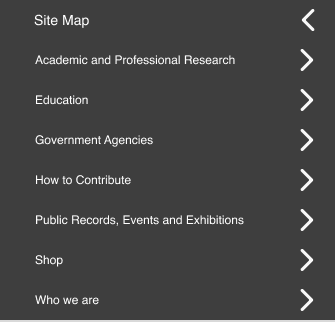 Site Map
Academic and Professional Research
Education
Government Agencies
How to Contribute
Public Records, Events and Exhibitions
Shop
Who we are